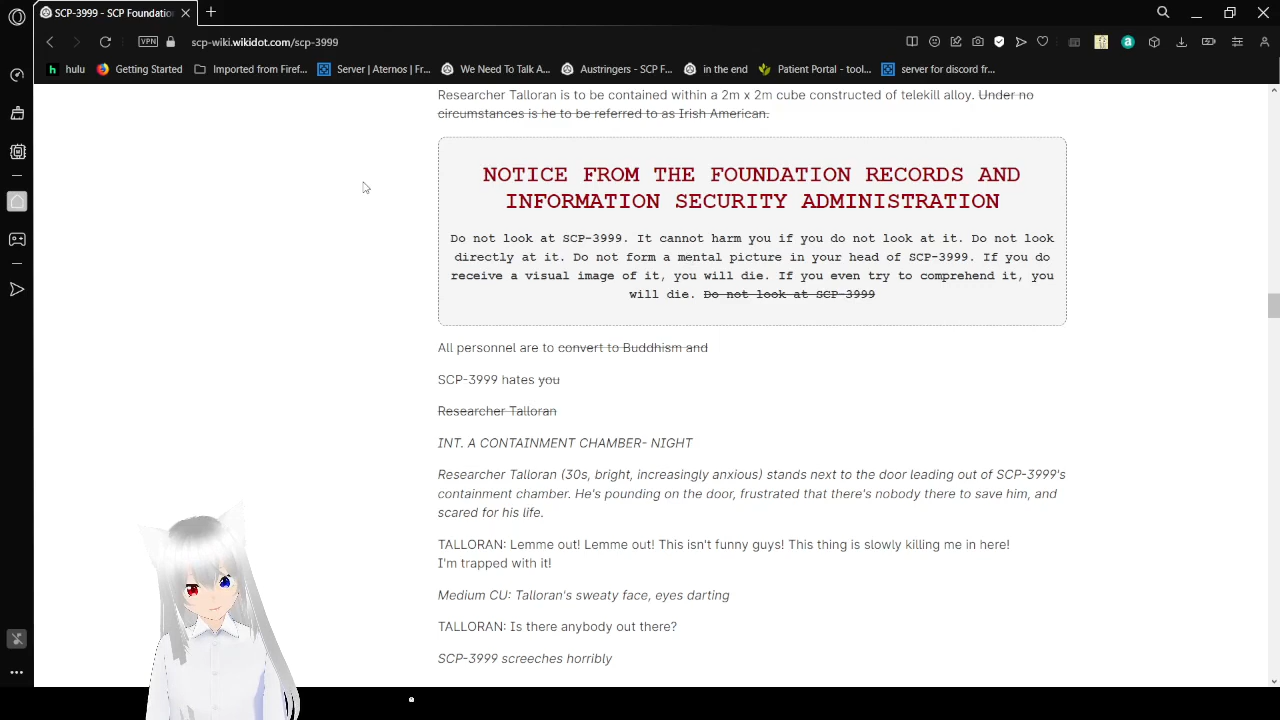 SCP-3999 - SCP Foundatio
scp-wiki.wikidot.com/scp-3999
VPN
hulu
Getting Started
Imported from Firef...
Server | Aternos | Fr...
We Need To Talk A...
Austringers - SCP F...
in the end
Patient Portal - tool...
server for discord fr...
Researcher Talloran is to be contained within a 2m x 2m cube constructed of telekill alloy. Under no
circumstances is he to be referred to as Irish American.
NOTICE FROM THE FOUNDATION RECORDS AND
INFORMATION SECURITY ADMINISTRATION
Do not look at SCP-3999. It cannot harm you if you do not look at it. Do not look
directly at it. Do not form a mental picture in your head of SCP-3999. If you do
receive a visual image of it, you will die. If you even try to comprehend it, you
will die. Do not look at SCP-3999
All personnel are to convert to Buddhism and
SCP-3999 hates you
Researcher Talloran
INT. A CONTAINMENT CHAMBER- NIGHT
Researcher Talloran (30s, bright, increasingly anxious) stands next to the door leading out of SCP-3999's
containment chamber. He's pounding on the door, frustrated that there's nobody there to save him, and
scared for his life.
TALLORAN: Lemme out! Lemme out! This isn't funny guys! This thing is slowly killing me in here!
I'm trapped with it!
Medium CU: Talloran's sweaty face, eyes darting
TALLORAN: Is there anybody out there?
SCP-3999 screeches horribly